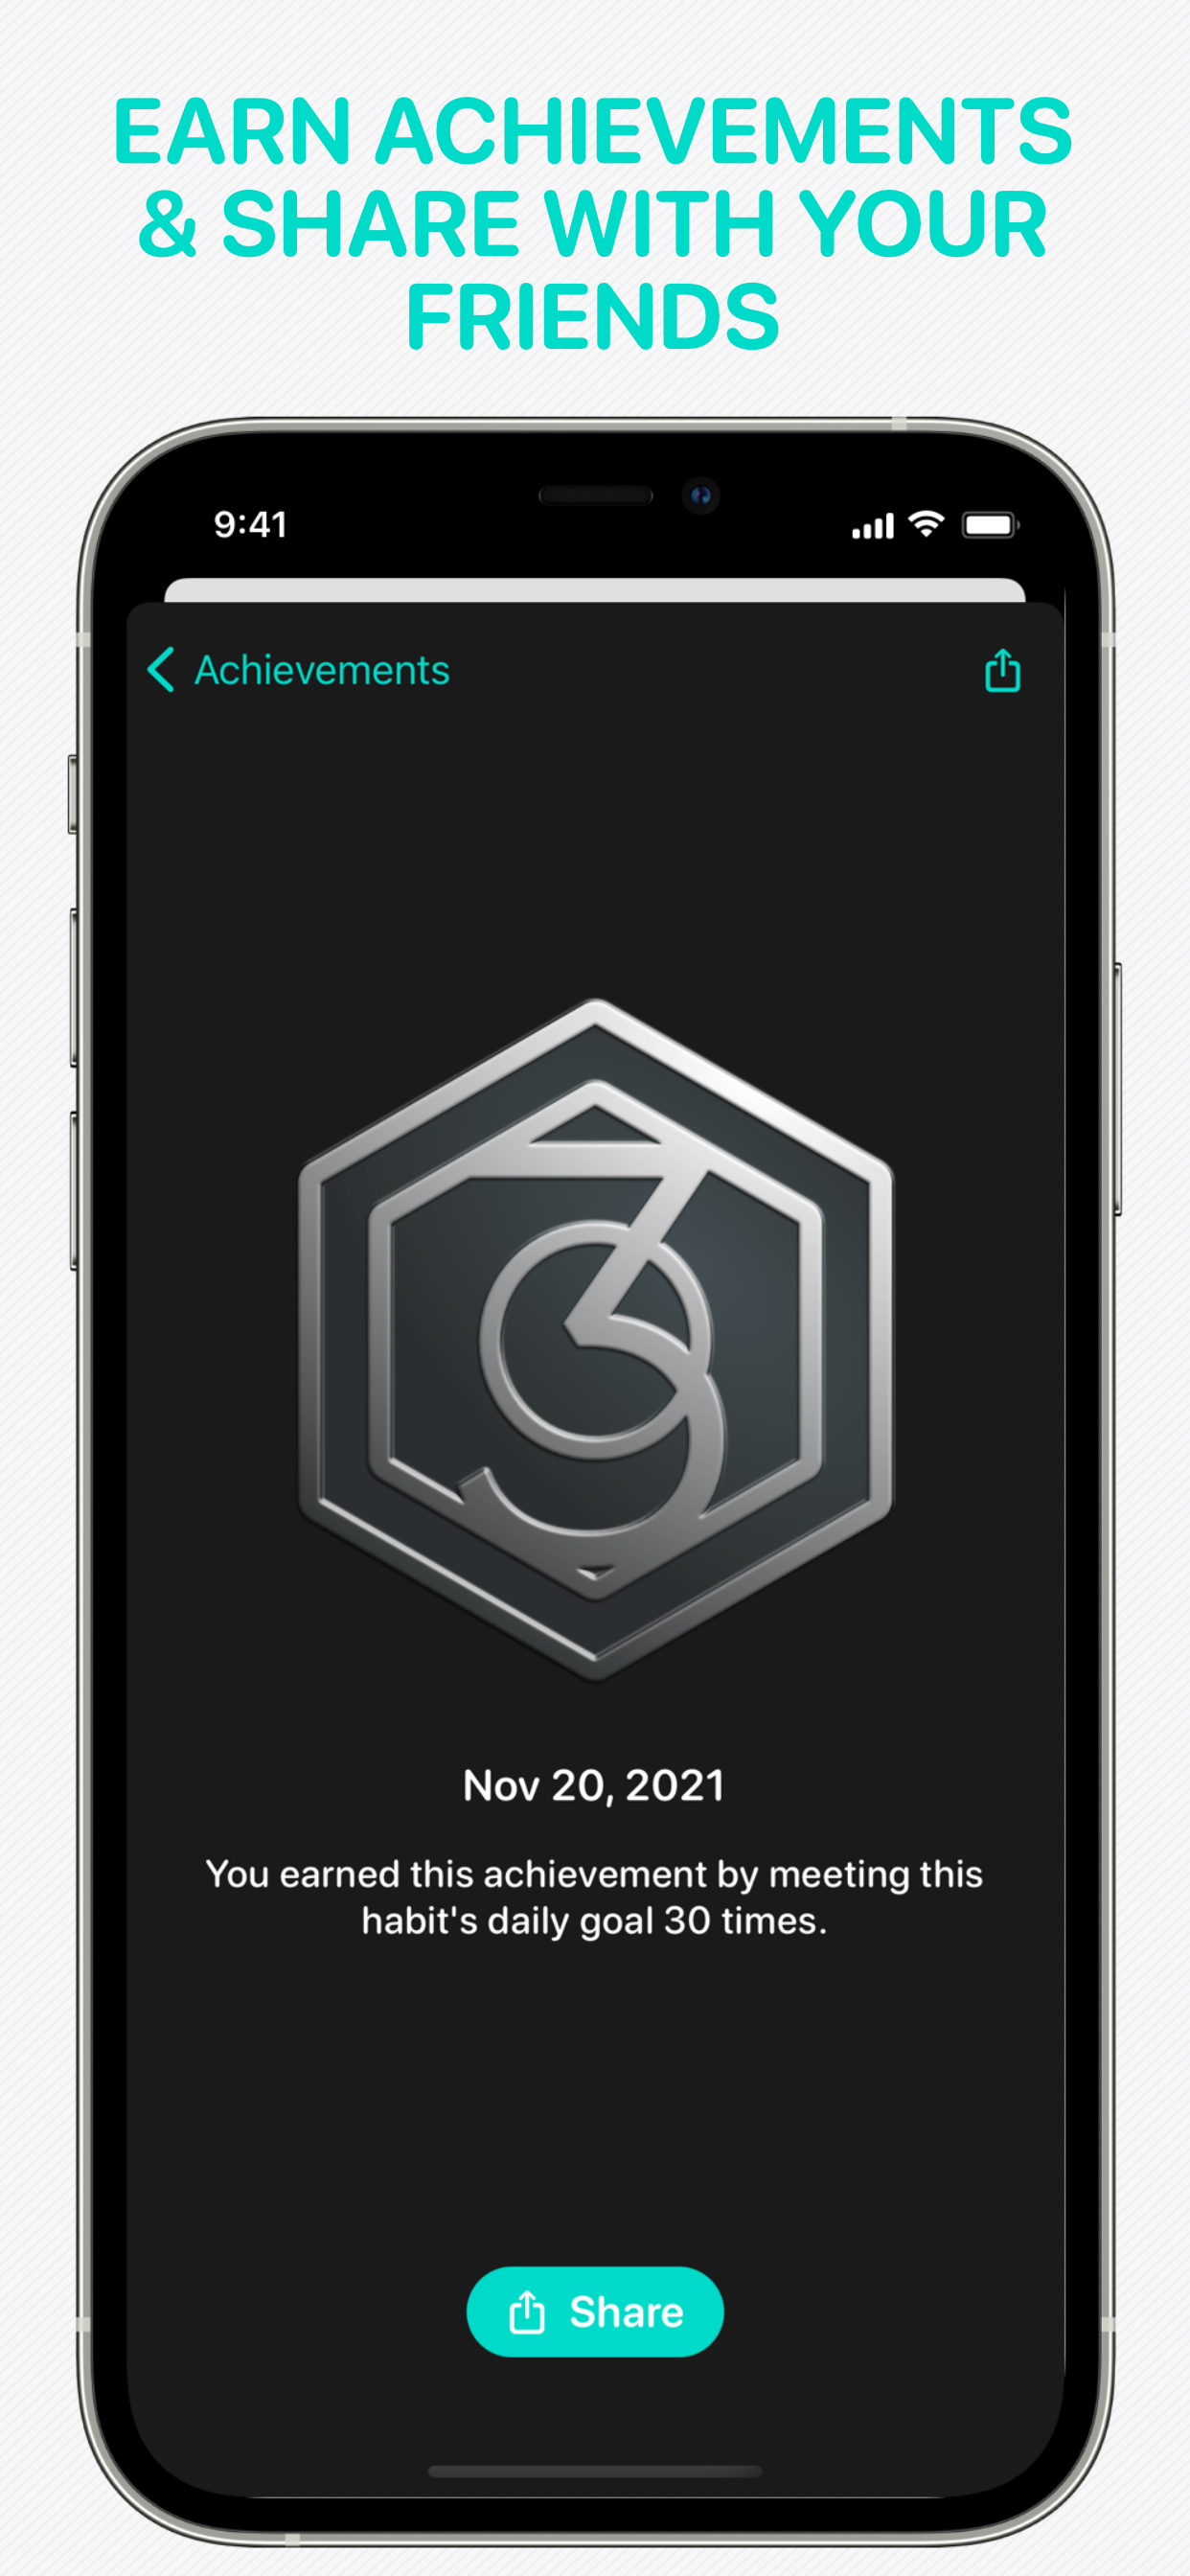 EARN ACHIEVEMENTS
& SHARE WITH YOUR
FRIENDS
9:41
Achievements
30
Nov 20, 2021
You earned this achievement by meeting this
habit's daily goal 30 times.
Share